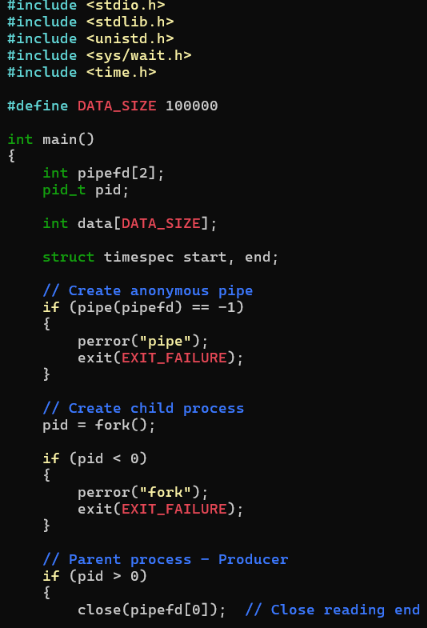 #include <stdio.h>
#include <stdlib.h>
#include <unistd.h>
#include <sys/wait.h>
#include <time.h>

#define DATA_SIZE 100000

int main()
{
    int pipefd[2];
    pid_t pid;

    int data[DATA_SIZE];

    struct timespec start, end;

    // Create anonymous pipe
    if (pipe(pipefd) == -1)
    {
        perror("pipe");
        exit(EXIT_FAILURE);
    }

    // Create child process
    pid = fork();

    if (pid < 0)
    {
        perror("fork");
        exit(EXIT_FAILURE);
    }

    // Parent process - Producer
    if (pid > 0)
    {
        close(pipefd[0]);  // Close reading end